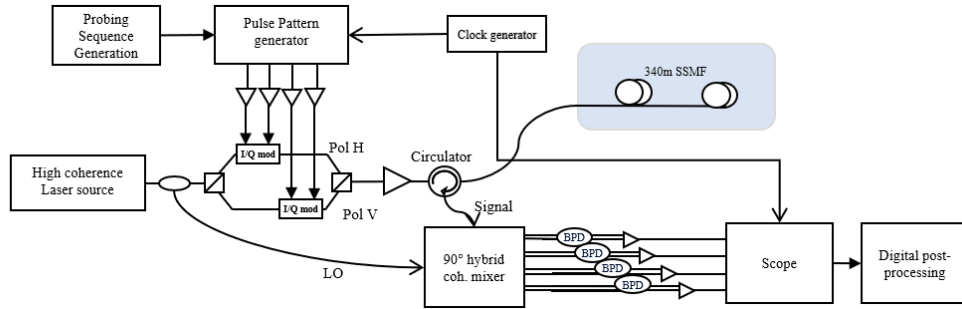 Probing
Sequence
Generation
Pulse Pattern
generator
Clock generator
340m SSMF
I/Q mod
Pol H
Circulator
High coherence
Laser source
I/Q mod
Pol V
Signal
LO
90° hybrid
coh. mixer
BPD
BPD
BPD
BPD
Scope
Digital post-
processing